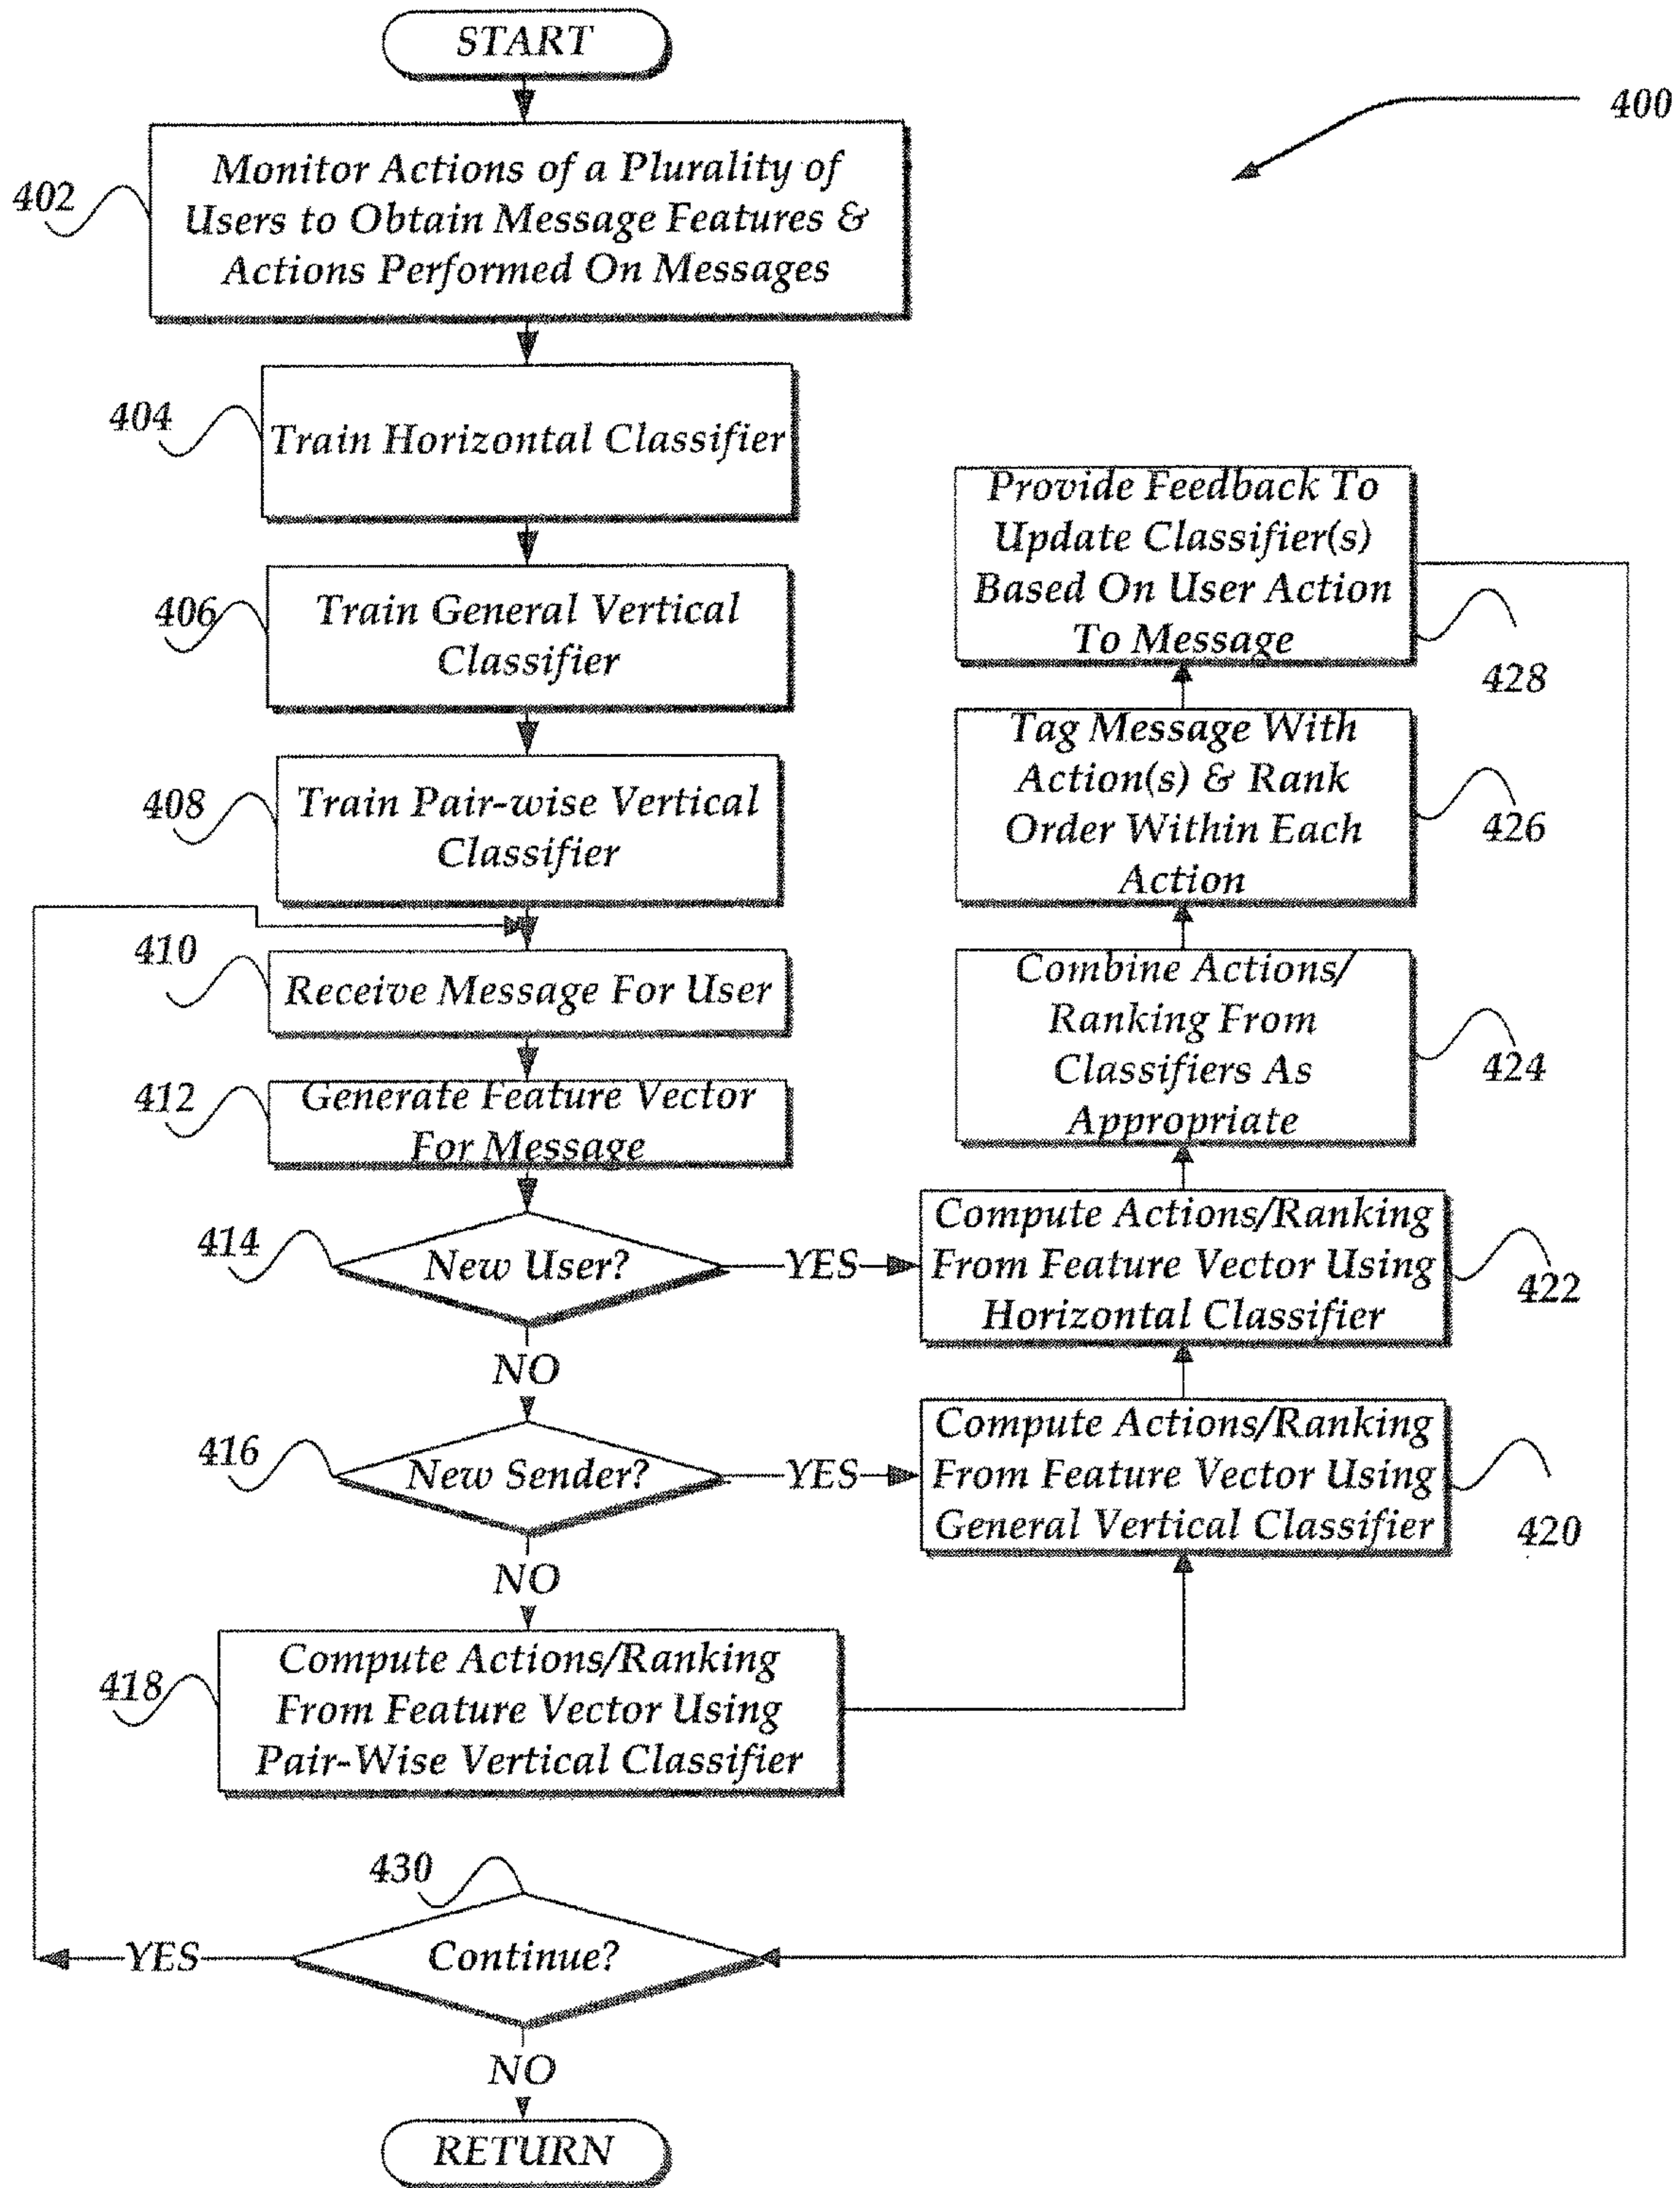 START
400
402
Monitor Actions of a Plurality of
Users to Obtain Message Features &
Actions Performed On Messages
404
Train Horizontal Classifier
406
Train General Vertical
Classifier
408
Train Pair-wise Vertical
Classifier
410
Receive Message For User
412
Generate Feature Vector
For Message
414
New User?
YES
NO
416
New Sender?
YES
NO
418
Compute Actions/Ranking
From Feature Vector Using
Pair-Wise Vertical Classifier
Compute Actions/Ranking
From Feature Vector Using
General Vertical Classifier
420
Compute Actions/Ranking
From Feature Vector Using
Horizontal Classifier
422
Combine Actions/
Ranking From
Classifiers As
Appropriate
424
Tag Message With
Action(s) & Rank
Order Within Each
Action
426
Provide Feedback To
Update Classifier(s)
Based On User Action
To Message
428
430
Continue?
YES
NO
RETURN